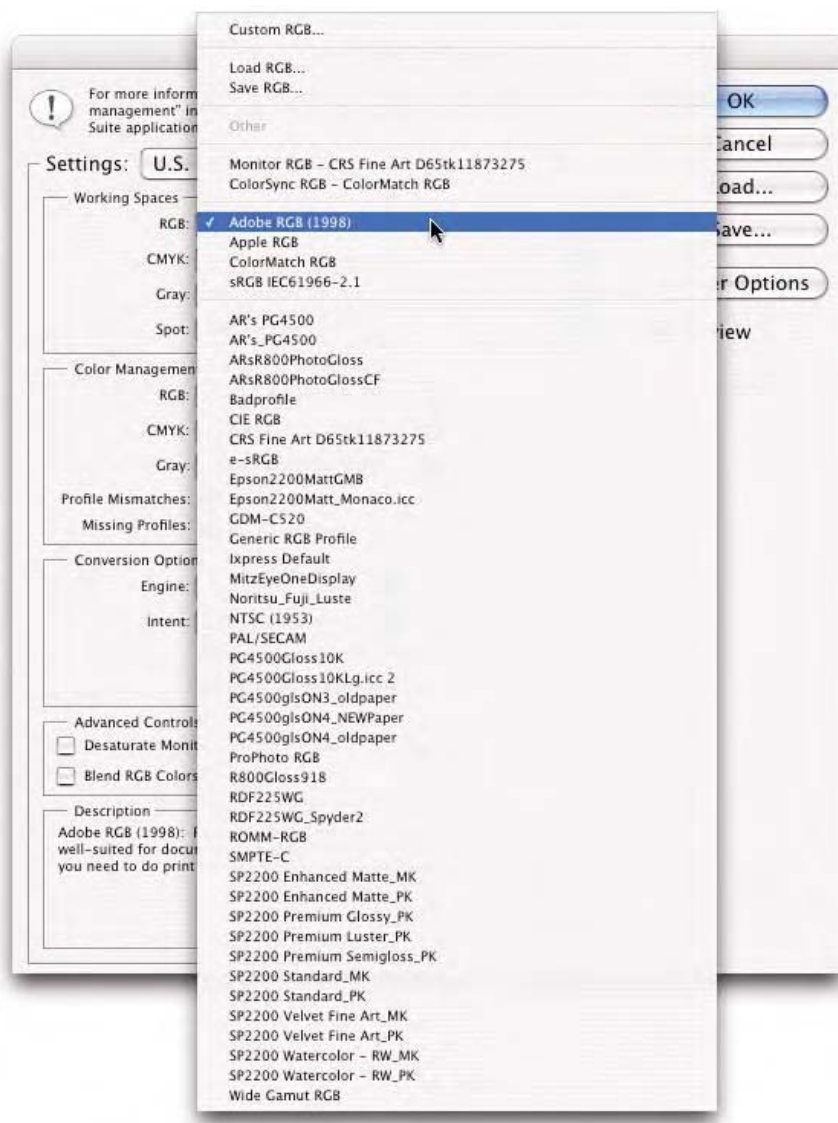 Custom RGB...
Load RGB...
Save RGB...
Other
Monitor RGB - CRS Fine Art D65tk11873275
ColorSync RGB - ColorMatch RGB
✓ Adobe RGB (1998)
Apple RGB
ColorMatch RGB
sRGB IEC61966-2.1
AR's PG4500
AR's_PG4500
ARsR800PhotoGloss
ARsR800PhotoGlossCF
Badprofile
CIE RGB
CRS Fine Art D65tk11873275
e-sRGB
Epson2200MattGMB
Epson2200Matt_Monaco.icc
GDM-C520
Generic RGB Profile
Ixpress Default
MitzEyeOneDisplay
Noritsu_Fuji_Luste
NTSC (1953)
PAL/SECAM
PG4500Gloss10K
PG4500Gloss10KLg.icc 2
PG4500glsON3_oldpaper
PG4500glsON4_NEWPaper
PG4500glsON4_oldpaper
ProPhoto RGB
R800Gloss918
RDF225WG
RDF225WG_Spyder2
ROMM-RGB
SMPTE-C
SP2200 Enhanced Matte_MK
SP2200 Enhanced Matte_PK
SP2200 Premium Glossy_PK
SP2200 Premium Luster_PK
SP2200 Premium Semigloss_PK
SP2200 Standard_MK
SP2200 Standard_PK
SP2200 Velvet Fine Art_MK
SP2200 Velvet Fine Art_PK
SP2200 Watercolor - RW_MK
SP2200 Watercolor - RW_PK
Wide Gamut RGB
For more inform
management" in
Suite application
Settings: U.S.
Working Spaces
RGB:
CMYK:
Gray:
Spot:
Color Managemen
RGB:
CMYK:
Gray:
Profile Mismatches:
Missing Profiles:
Conversion Option
Engine:
Intent:
Advanced Controls
Desaturate Monit
Blend RGB Colors
Description
Adobe RGB (1998):
well-suited for docu
you need to do print
OK
Cancel
oad...
ave...
r Options
iew